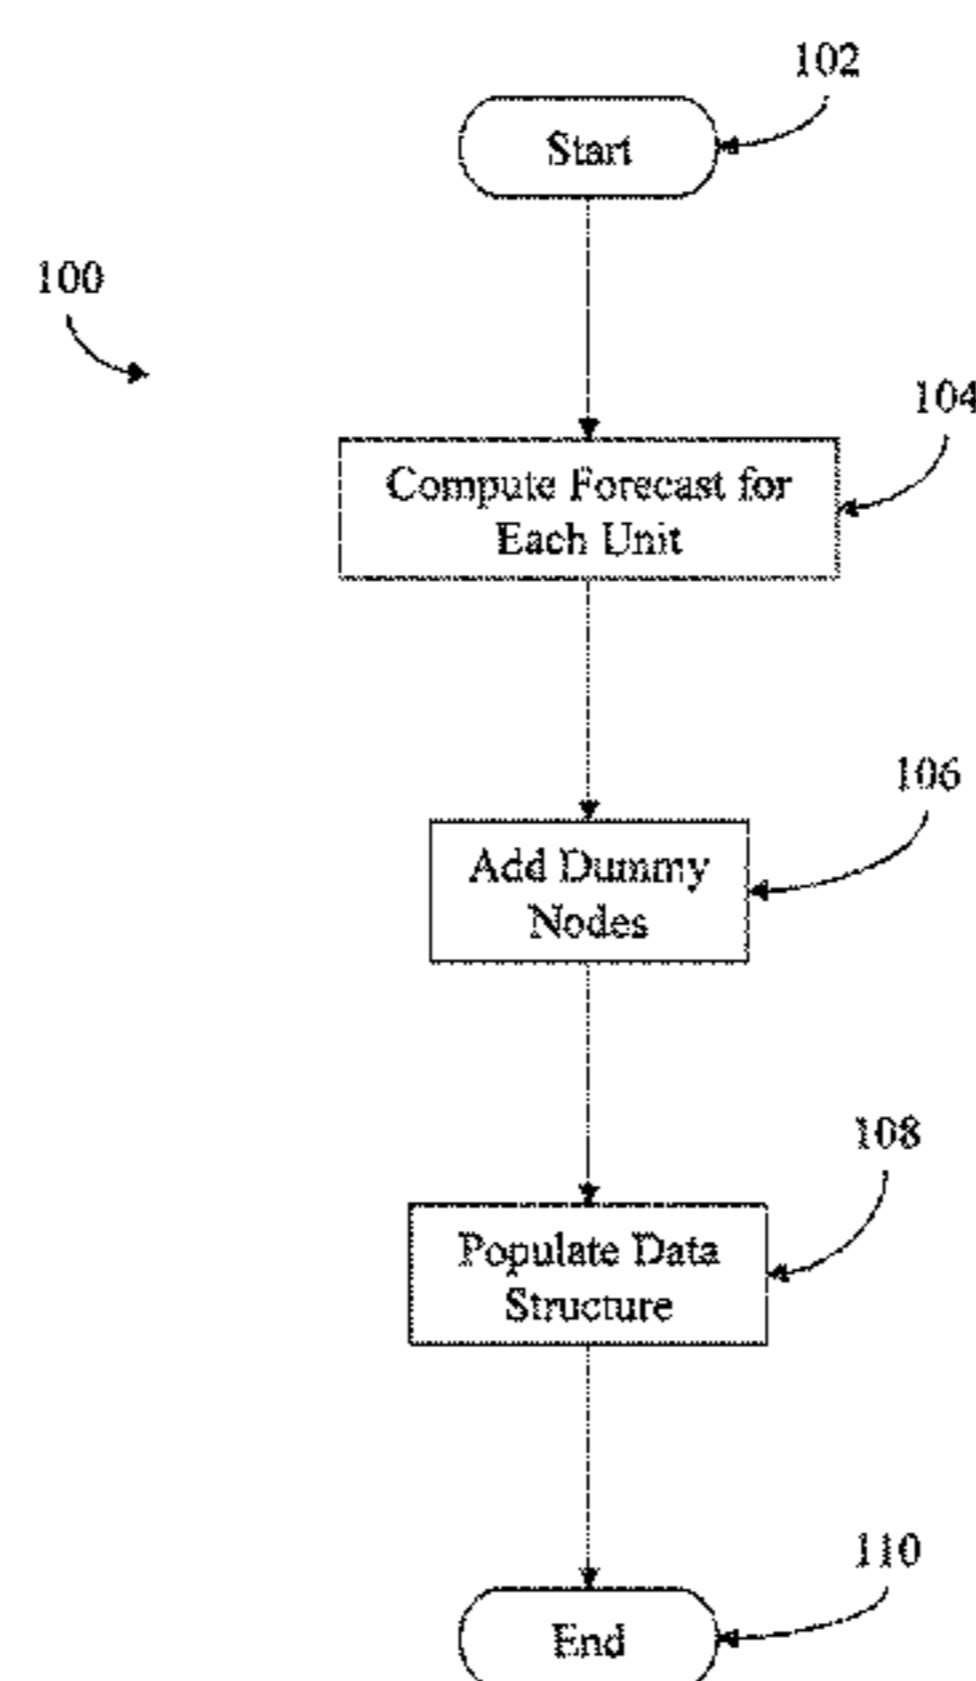 102
Start
100
104
Compute Forecast for
Each Unit
106
Add Dummy
Nodes
108
Populate Data
Structure
110
End